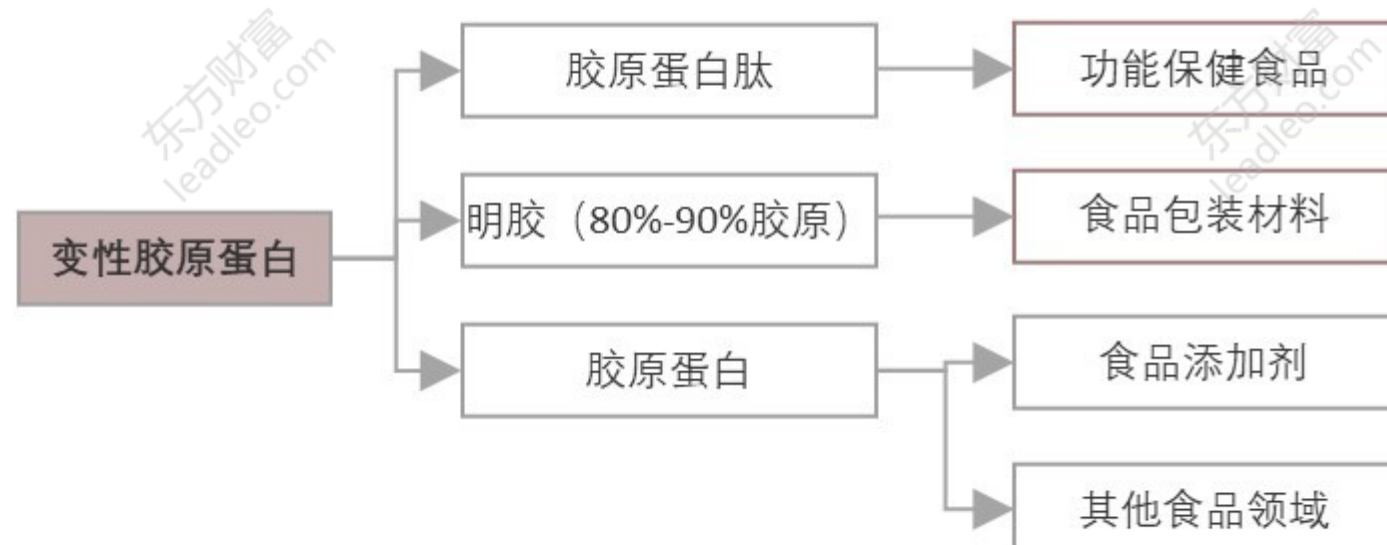 东方财富
leadleo.com
东方财富
leadleo.com
胶原蛋白肽
功能保健食品
明胶（80%-90%胶原）
食品包装材料
变性胶原蛋白
胶原蛋白
食品添加剂
其他食品领域